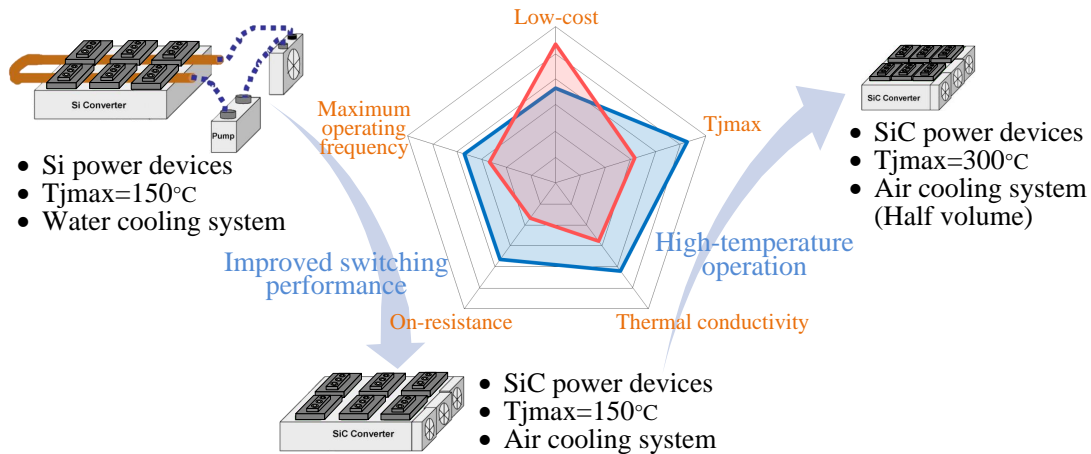 Si Converter
Pump
• Si power devices
• Tjmax=150°C
• Water cooling system
Low-cost
Maximum
operating
frequency
Tjmax
On-resistance
Thermal conductivity
Improved switching
performance
High-temperature
operation
SiC Converter
• SiC power devices
• Tjmax=150°C
• Air cooling system
SiC Converter
• SiC power devices
• Tjmax=300°C
• Air cooling system
(Half volume)